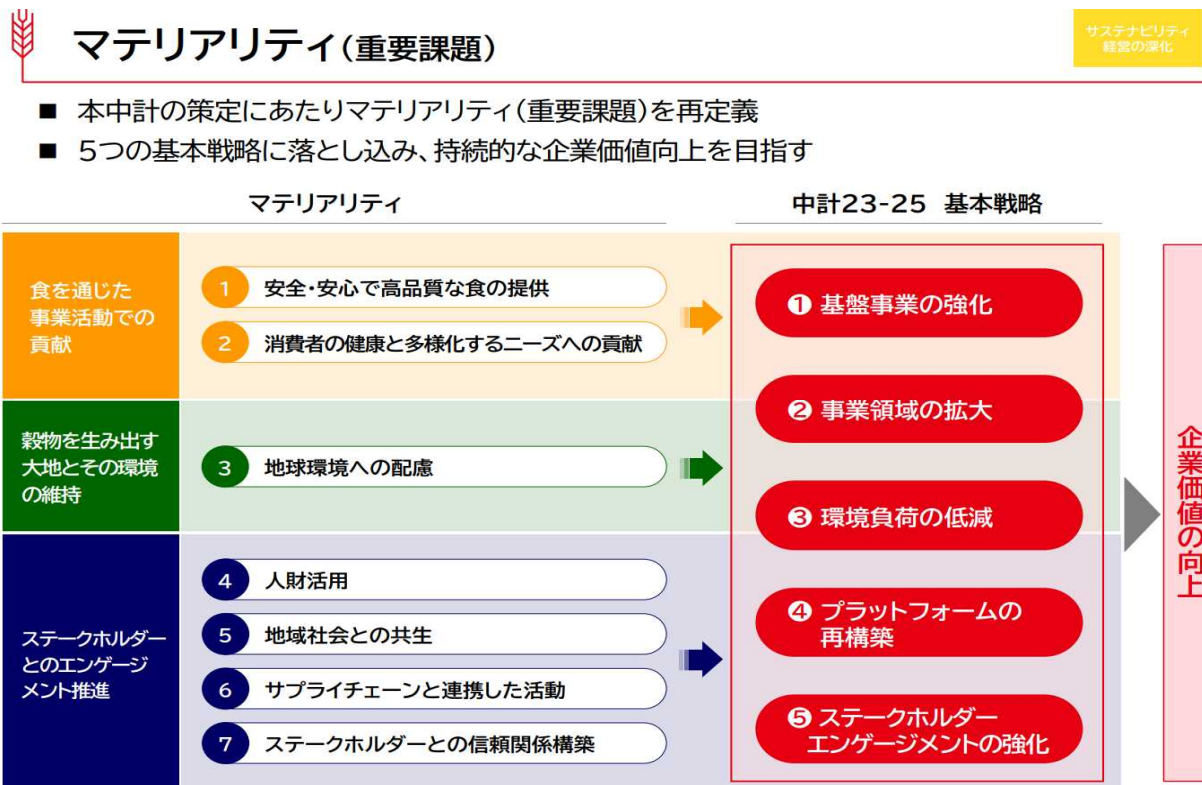 マテリアリティ(重要課題)
サステナビリティ
経営の深化
■ 本中計の策定にあたりマテリアリティ(重要課題)を再定義
■ 5つの基本戦略に落とし込み、持続的な企業価値向上を目指す
マテリアリティ
中計23-25 基本戦略
食を通じた
事業活動での
貢献
1 安全・安心で高品質な食の提供
2 消費者の健康と多様化するニーズへの貢献
穀物を生み出す
大地とその環境
の維持
3 地球環境への配慮
ステークホルダー
とのエンゲージ
メント推進
4 人財活用
5 地域社会との共生
6 サプライチェーンと連携した活動
7 ステークホルダーとの信頼関係構築
❶ 基盤事業の強化
❷ 事業領域の拡大
❸ 環境負荷の低減
❹ プラットフォームの
再構築
❺ ステークホルダー
エンゲージメントの強化
企業価値の向上